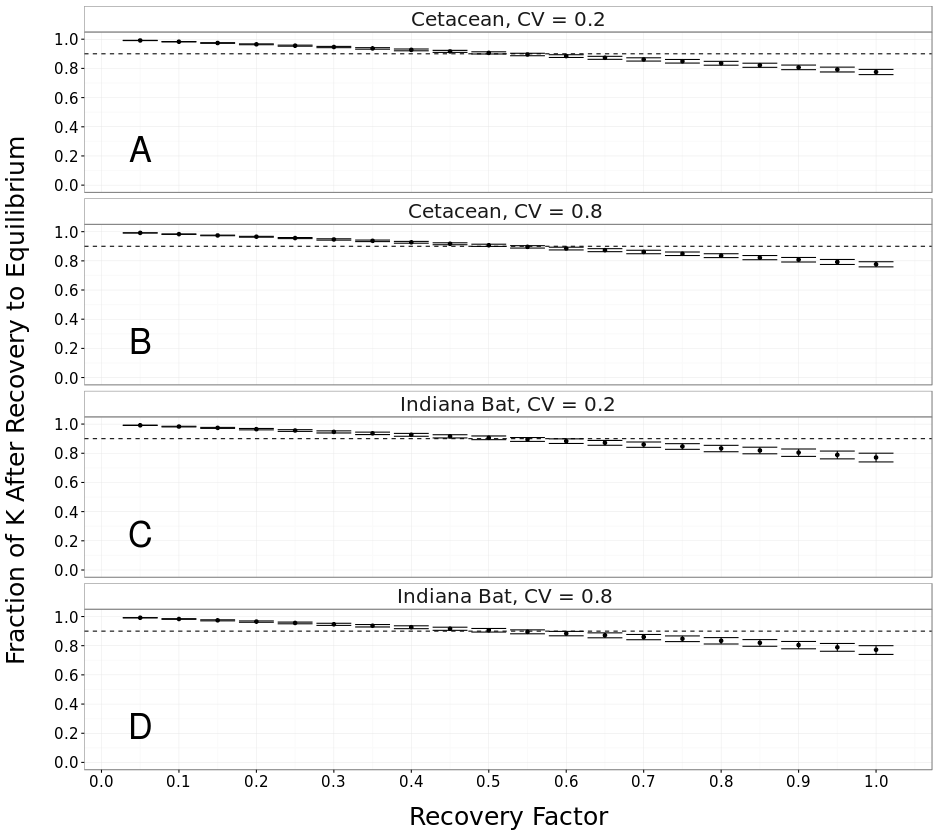 Cetacean, CV = 0.2
1.0
0.8
0.6
0.4
0.2
0.0
A
Cetacean, CV = 0.8
1.0
0.8
0.6
0.4
0.2
0.0
B
Indiana Bat, CV = 0.2
1.0
0.8
0.6
0.4
0.2
0.0
C
Indiana Bat, CV = 0.8
1.0
0.8
0.6
0.4
0.2
0.0
D
0.0 0.1 0.2 0.3 0.4 0.5 0.6 0.7 0.8 0.9 1.0
Recovery Factor
Fraction of K After Recovery to Equilibrium